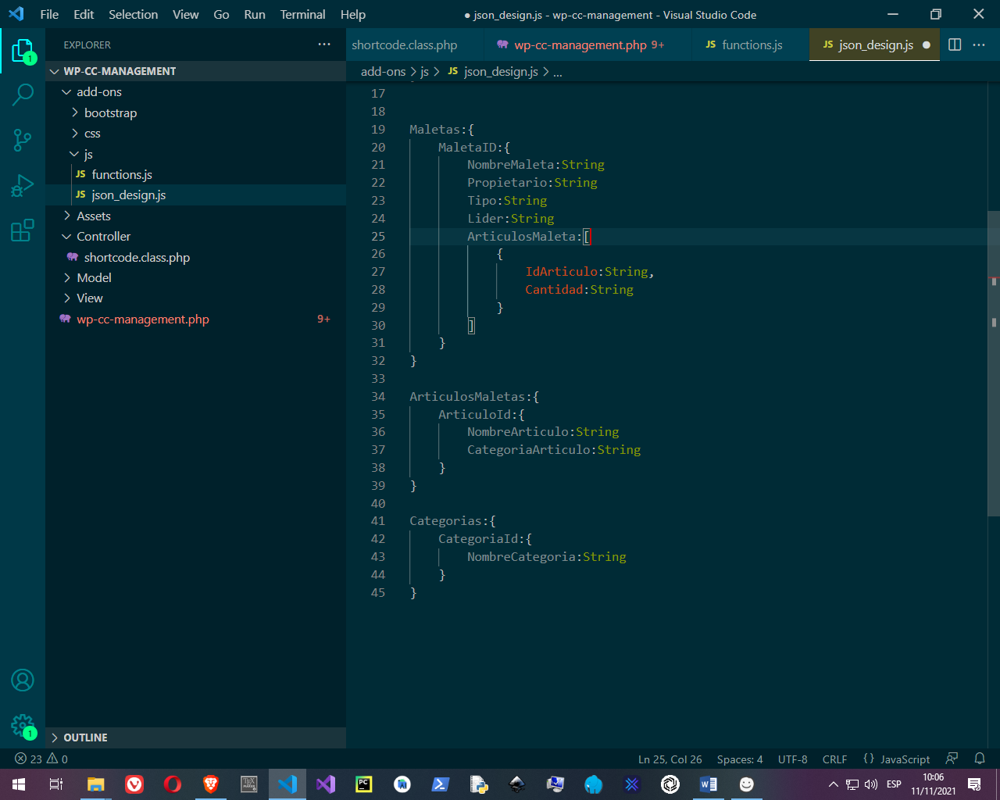 File Edit Selection View Go Run Terminal Help
● json_design.js - wp-cc-management - Visual Studio Code
EXPLORER
shortcode.class.php
wp-cc-management.php 9+
JS functions.js
JS json_design.js
WP-CC-MANAGEMENT
add-ons > js > JS json_design.js > ...
add-ons
bootstrap
css
js
JS functions.js
JS json_design.js
Assets
Controller
shortcode.class.php
Model
View
wp-cc-management.php 9+
17
18
19 Maletas:{
20 MaletaID:{
21 NombreMaleta:String
22 Propietario:String
23 Tipo:String
24 Lider:String
25 ArticulosMaleta:[
26 {
27 IdArticulo:String,
28 Cantidad:String
29 }
30 ]
31 }
32 }
33
34 ArticulosMaletas:{
35 ArticuloId:{
36 NombreArticulo:String
37 CategoriaArticulo:String
38 }
39 }
40
41 Categorias:{
42 CategoriaId:{
43 NombreCategoria:String
44 }
45 }
1
1
OUTLINE
23 0
Ln 25, Col 26 Spaces: 4 UTF-8 CRLF {} JavaScript
PC
ESP
10:06
11/11/2021